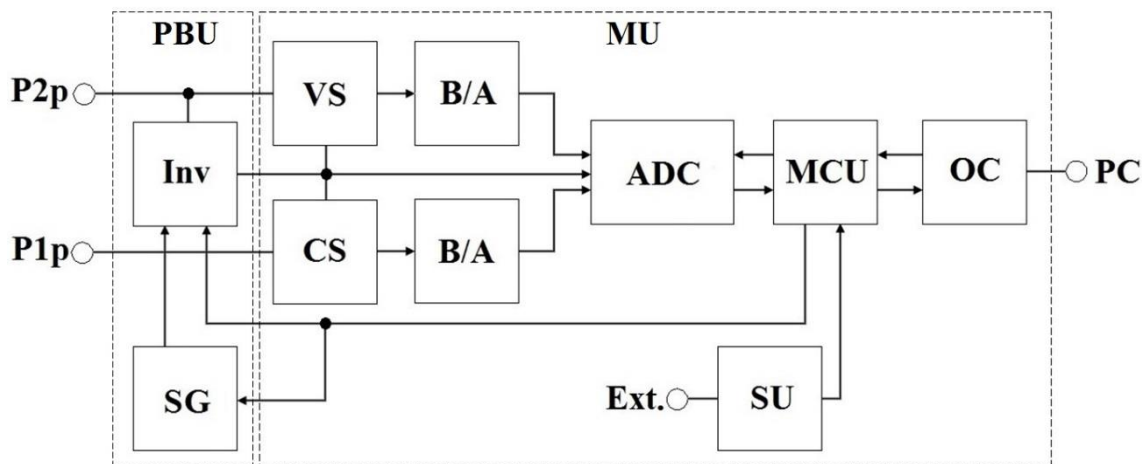 PBU
MU
P2p
VS
B/A
Inv
ADC
MCU
OC
PC
P1p
CS
B/A
SG
Ext.
SU